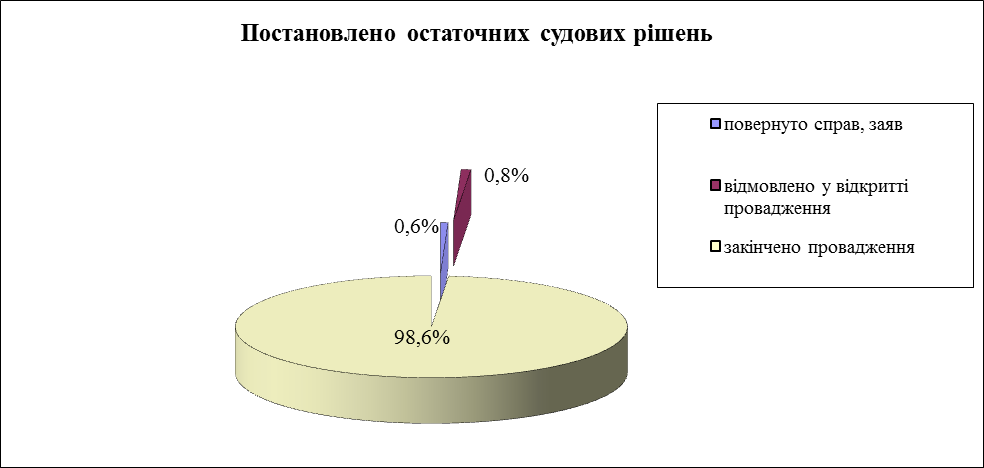 Постановлено остаточних судових рішень
повернуто справ, заяв
0,8%
відмовлено у відкритті
провадження
0,6%
закінчено провадження
98,6%